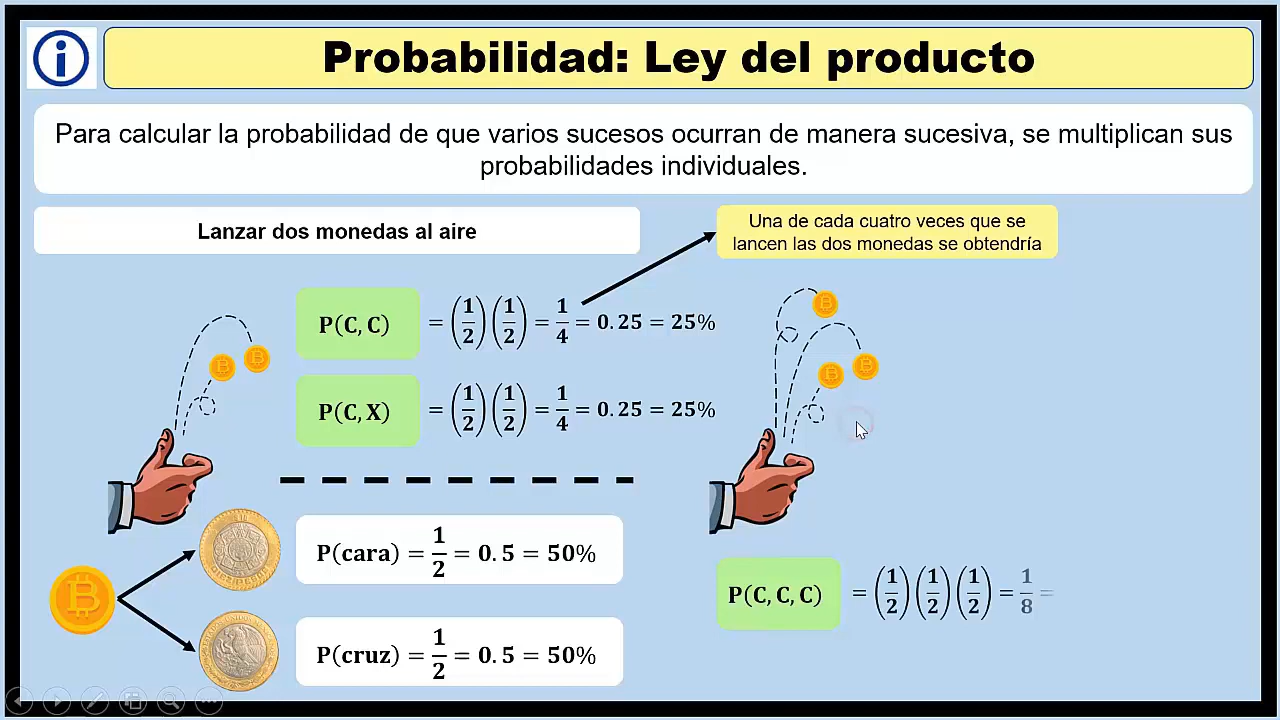 Probabilidad: Ley del producto
Para calcular la probabilidad de que varios sucesos ocurran de manera sucesiva, se multiplican sus
probabilidades individuales.
Lanzar dos monedas al aire
Una de cada cuatro veces que se
lancen las dos monedas se obtendría
P(C, C) = (1/2)(1/2) = 1/4 = 0.25 = 25%
P(C, X) = (1/2)(1/2) = 1/4 = 0.25 = 25%
P(cara) = 1/2 = 0.5 = 50%
P(cruz) = 1/2 = 0.5 = 50%
P(C, C, C) = (1/2)(1/2)(1/2) = 1/8 =